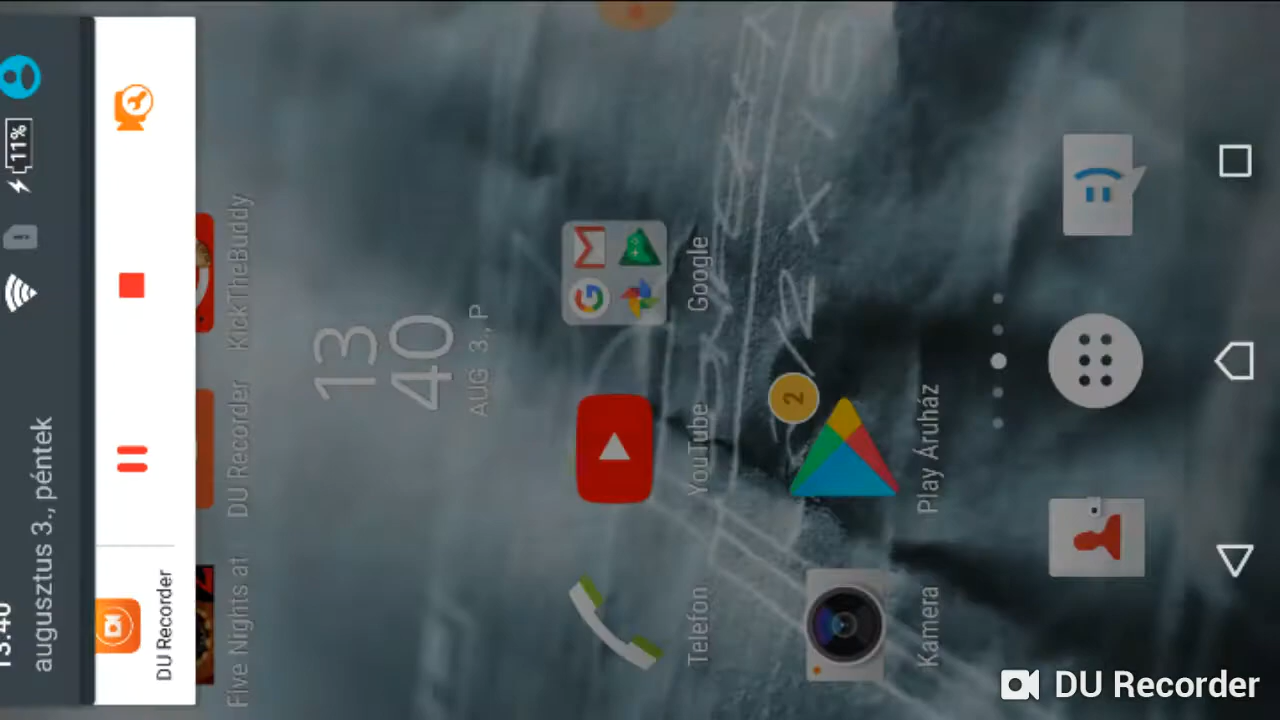 11%
13:40
augusztus 3., péntek
DU Recorder
Five Nights at
DU Recorder
KickTheBuddy
13
40
AUG 3., P
YouTube
Google
2
Telefon
Kamera
Play Áruház
DU Recorder